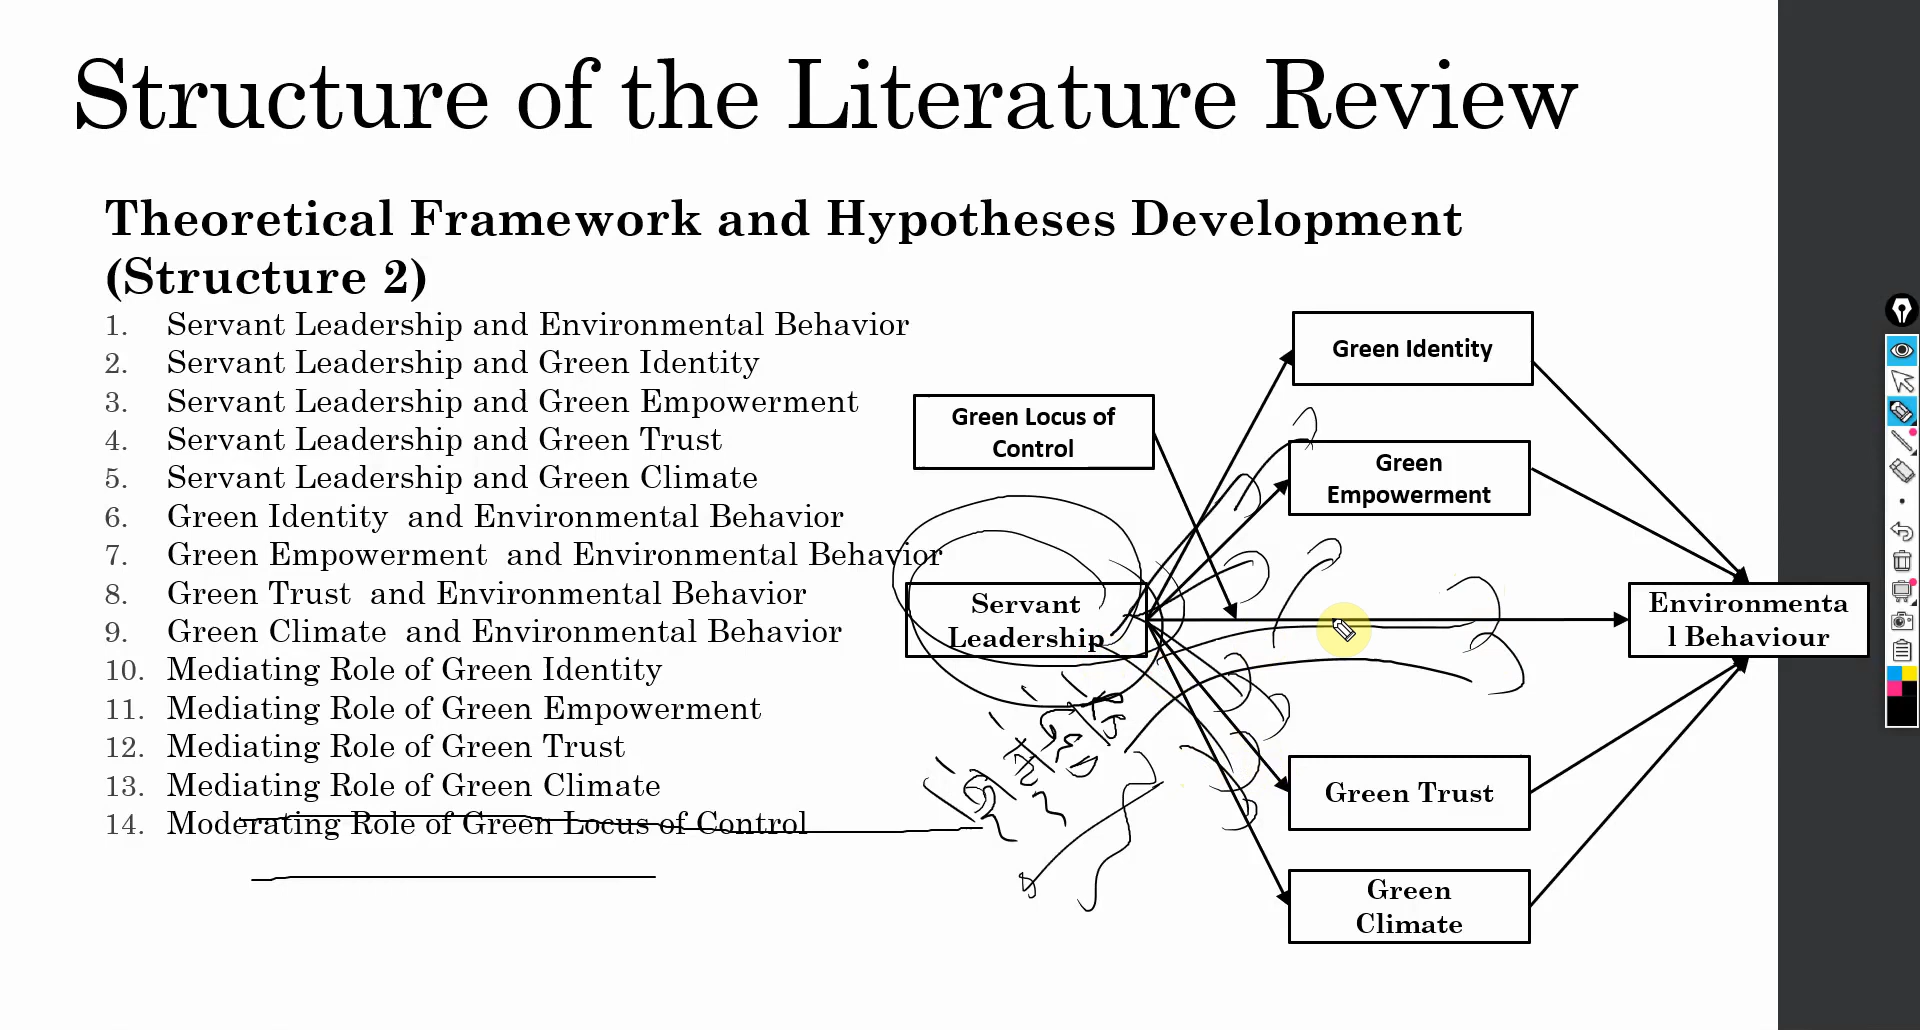 Structure of the Literature Review
Theoretical Framework and Hypotheses Development
(Structure 2)
1. Servant Leadership and Environmental Behavior
2. Servant Leadership and Green Identity
3. Servant Leadership and Green Empowerment
4. Servant Leadership and Green Trust
5. Servant Leadership and Green Climate
6. Green Identity and Environmental Behavior
7. Green Empowerment and Environmental Behavior
8. Green Trust and Environmental Behavior
9. Green Climate and Environmental Behavior
10. Mediating Role of Green Identity
11. Mediating Role of Green Empowerment
12. Mediating Role of Green Trust
13. Mediating Role of Green Climate
14. Moderating Role of Green Locus of Control
Green Identity
Green Locus of
Control
Green
Empowerment
Servant
Leadership
Environmenta
l Behaviour
Green Trust
Green
Climate